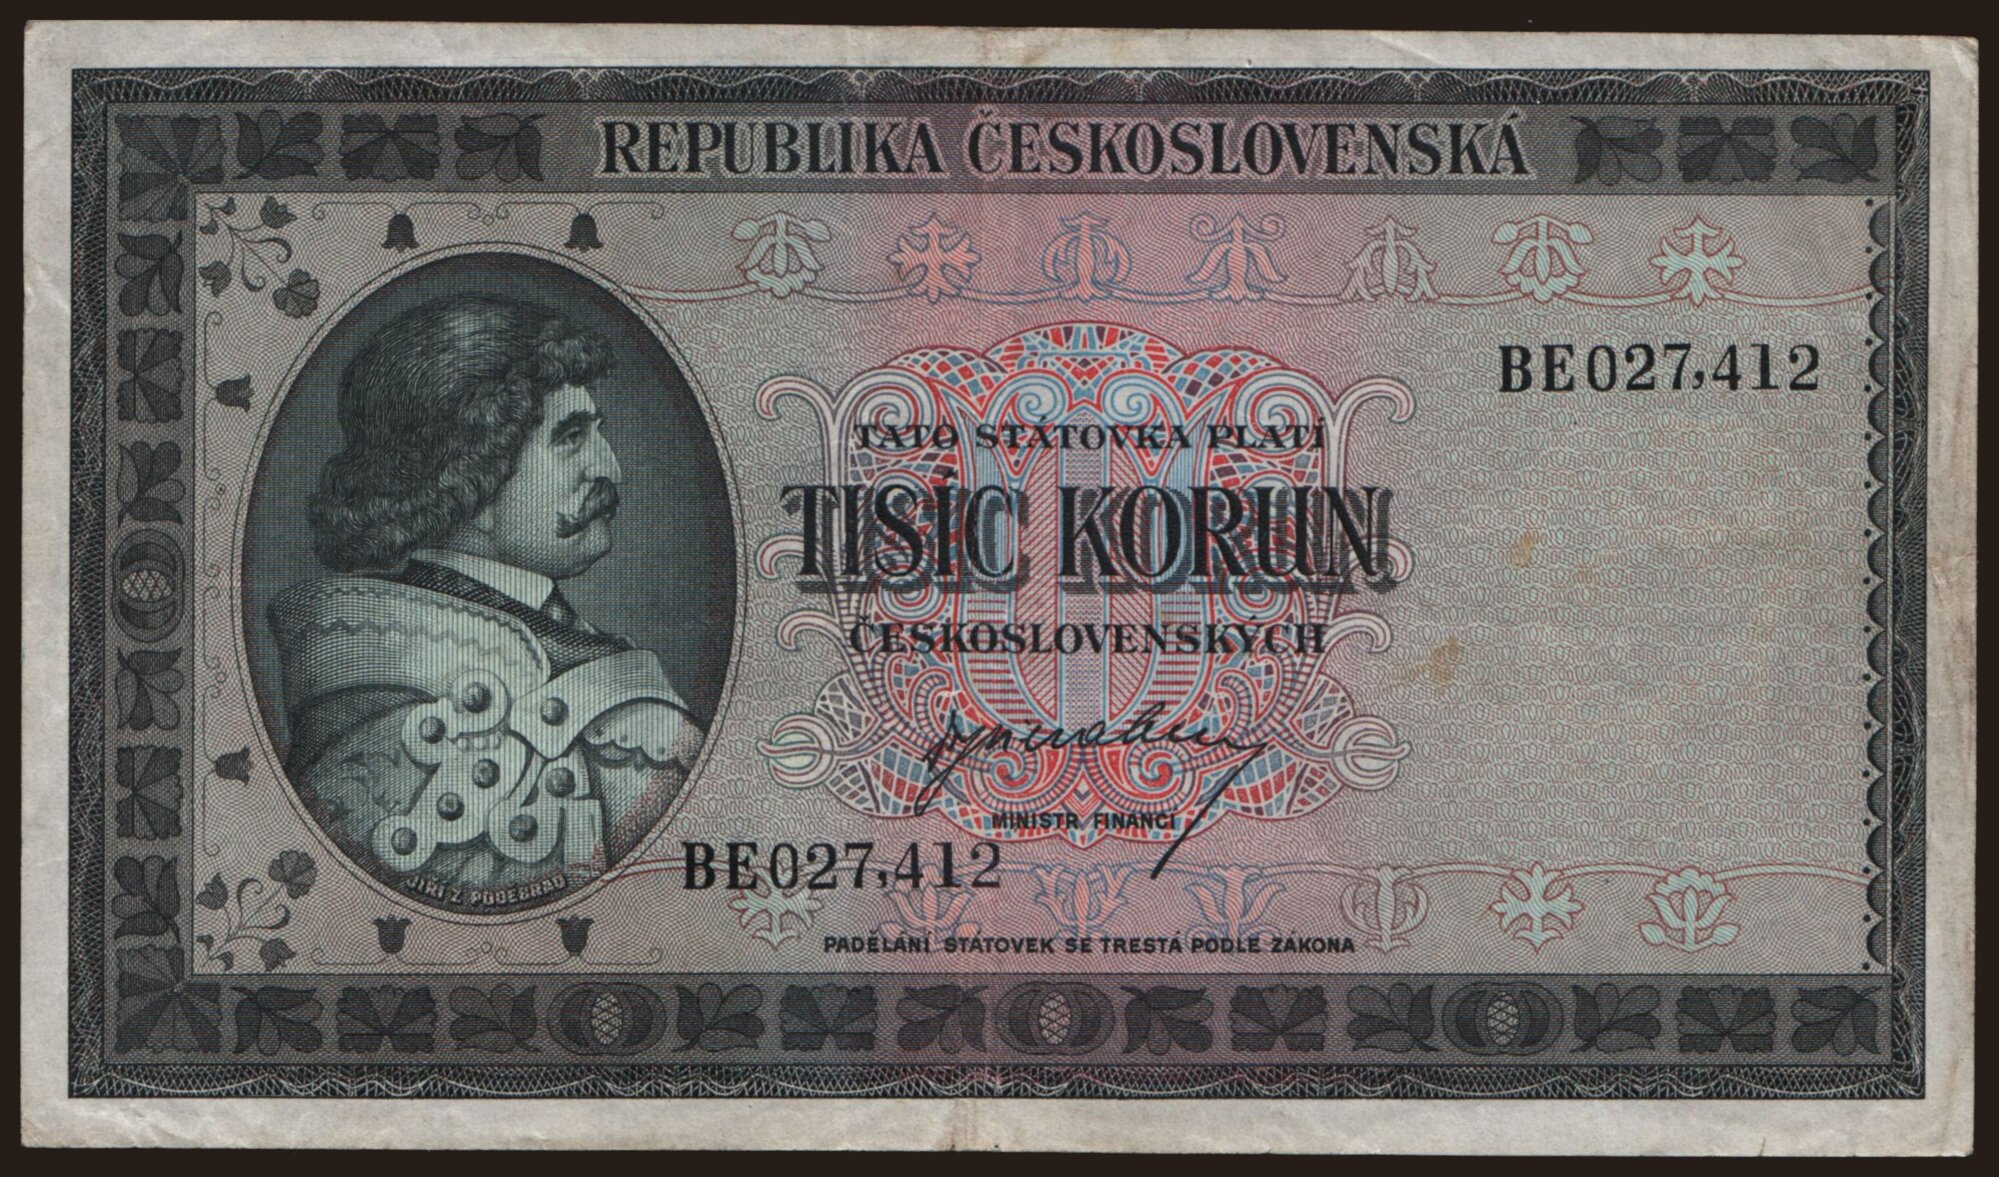 REPUBLIKA ČESKOSLOVENSKÁ
BE027,412
TATO STÁTOVKA PLATÍ
TISÍC KORUN
ČESKOSLOVENSKÝCH
MINISTR FINANCÍ
BE027,412
JIŘÍ Z PODĚBRAD
PADĚLÁNÍ STÁTOVEK SE TRESTÁ PODLE ZÁKONA